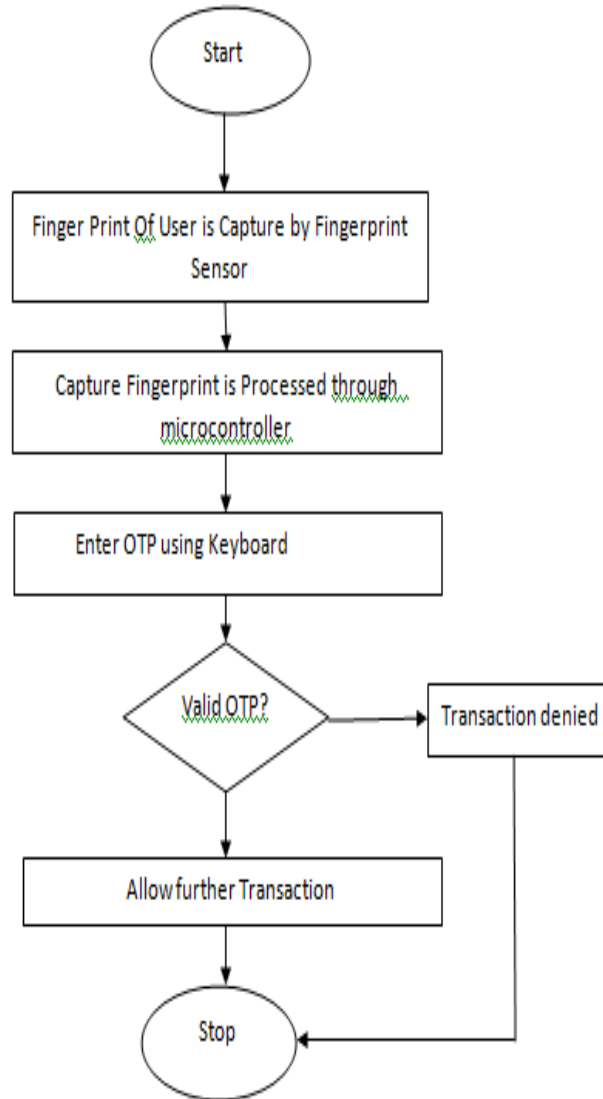 Start
Finger Print Of User is Capture by Fingerprint
Sensor
Capture Fingerprint is Processed through
microcontroller
Enter OTP using Keyboard
Valid OTP?
Transaction denied
Allow further Transaction
Stop